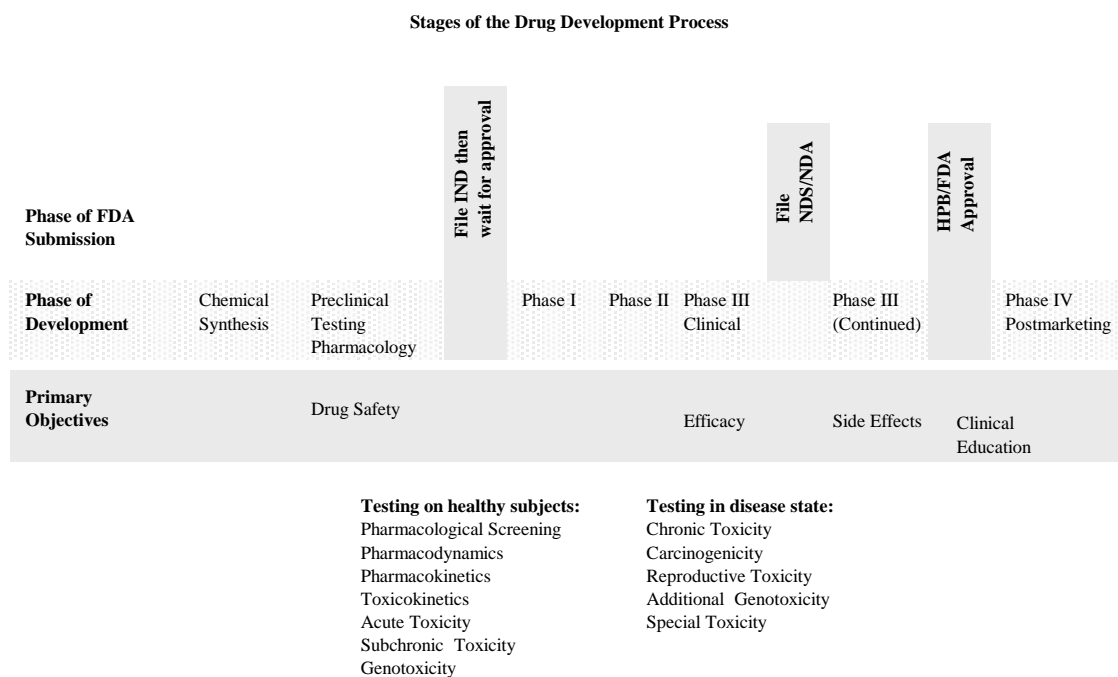 Stages of the Drug Development Process
File IND then
wait for approval
File
NDS/NDA
HPB/FDA
Approval
Phase of FDA
Submission
Phase of
Development
Chemical
Synthesis
Preclinical
Testing
Pharmacology
Phase I
Phase II
Phase III
Clinical
Phase III
(Continued)
Phase IV
Postmarketing
Primary
Objectives
Drug Safety
Efficacy
Side Effects
Clinical
Education
Testing on healthy subjects:
Pharmacological Screening
Pharmacodynamics
Pharmacokinetics
Toxicokinetics
Acute Toxicity
Subchronic Toxicity
Genotoxicity
Testing in disease state:
Chronic Toxicity
Carcinogenicity
Reproductive Toxicity
Additional Genotoxicity
Special Toxicity